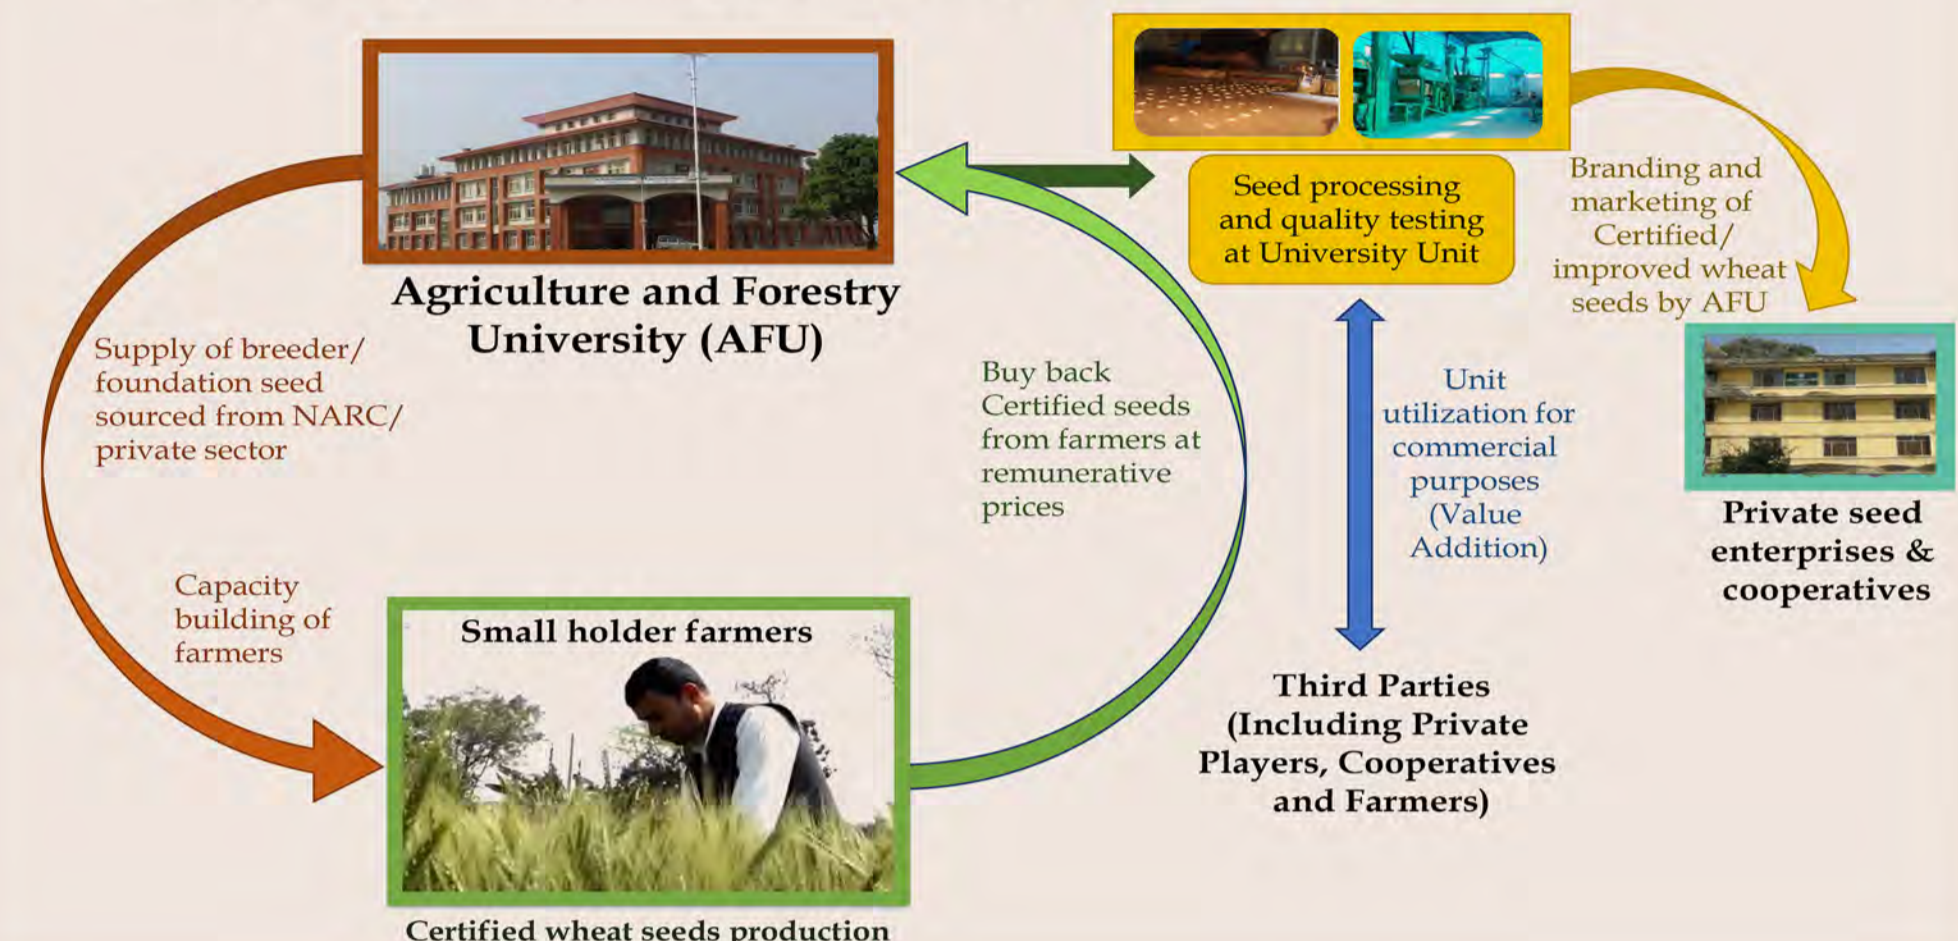 Agriculture and Forestry
University (AFU)
Supply of breeder/
foundation seed
sourced from NARC/
private sector
Capacity
building of
farmers
Small holder farmers
Certified wheat seeds production
Buy back
Certified seeds
from farmers at
remunerative
prices
Seed processing
and quality testing
at University Unit
Branding and
marketing of
Certified/
improved wheat
seeds by AFU
Unit
utilization for
commercial
purposes
(Value
Addition)
Third Parties
(Including Private
Players, Cooperatives
and Farmers)
Private seed
enterprises &
cooperatives